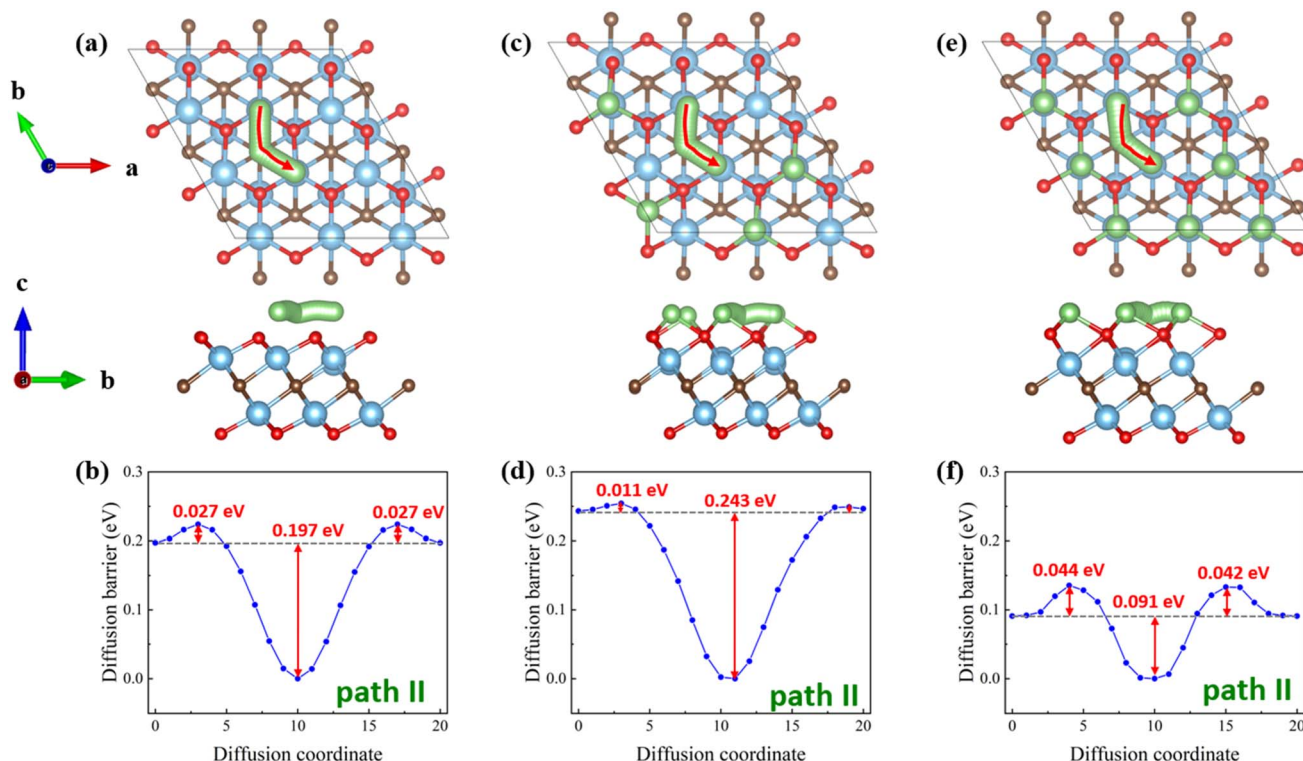 (a)
(c)
(e)
b
a
c
b
(b)
0.3
0.2
0.1
0.0
Diffusion barrier (eV)
0.027 eV
0.197 eV
0.027 eV
path II
0
5
10
15
20
Diffusion coordinate
(d)
0.3
0.2
0.1
0.0
Diffusion barrier (eV)
0.011 eV
0.243 eV
path II
0
5
10
15
20
Diffusion coordinate
(f)
0.3
0.2
0.1
0.0
Diffusion barrier (eV)
0.044 eV
0.091 eV
0.042 eV
path II
0
5
10
15
20
Diffusion coordinate